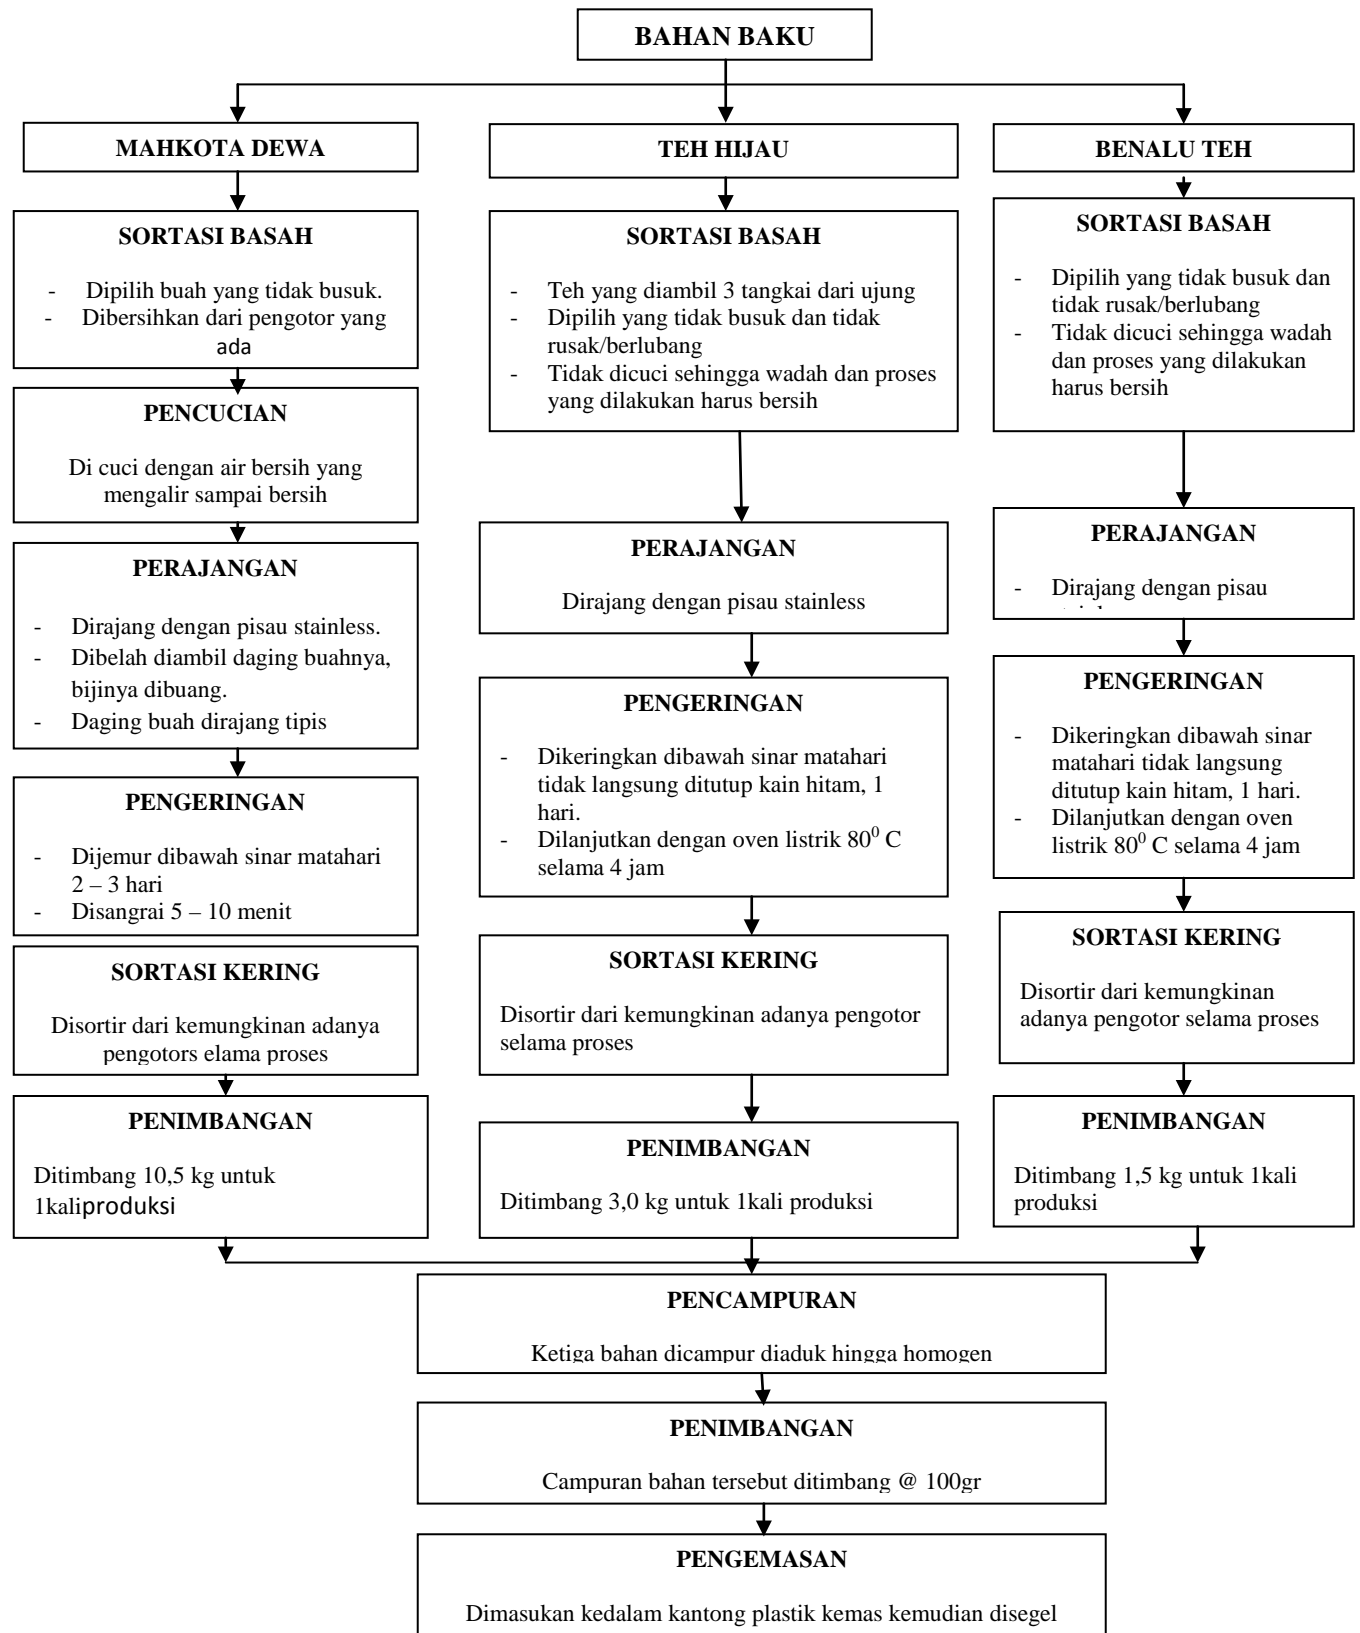 BAHAN BAKU
MAHKOTA DEWA
SORTASI BASAH
- Dipilih buah yang tidak busuk.
- Dibersihkan dari pengotor yang
ada
PENCUCIAN
Di cuci dengan air bersih yang
mengalir sampai bersih
PERAJANGAN
- Dirajang dengan pisau stainless.
- Dibelah diambil daging buahnya,
bijinya dibuang.
- Daging buah dirajang tipis
PENGERINGAN
- Dijemur dibawah sinar matahari
2 – 3 hari
- Disangrai 5 – 10 menit
SORTASI KERING
Disortir dari kemungkinan adanya
pengotors elama proses
PENIMBANGAN
Ditimbang 10,5 kg untuk
1kaliproduksi
TEH HIJAU
SORTASI BASAH
- Teh yang diambil 3 tangkai dari ujung
- Dipilih yang tidak busuk dan tidak
rusak/berlubang
- Tidak dicuci sehingga wadah dan proses
yang dilakukan harus bersih
PERAJANGAN
Dirajang dengan pisau stainless
PENGERINGAN
- Dikeringkan dibawah sinar matahari
tidak langsung ditutup kain hitam, 1
hari.
- Dilanjutkan dengan oven listrik 80⁰ C
selama 4 jam
SORTASI KERING
Disortir dari kemungkinan adanya pengotor
selama proses
PENIMBANGAN
Ditimbang 3,0 kg untuk 1kali produksi
BENALU TEH
SORTASI BASAH
- Dipilih yang tidak busuk dan
tidak rusak/berlubang
- Tidak dicuci sehingga wadah
dan proses yang dilakukan
harus bersih
PERAJANGAN
- Dirajang dengan pisau
PENGERINGAN
- Dikeringkan dibawah sinar
matahari tidak langsung
ditutup kain hitam, 1 hari.
- Dilanjutkan dengan oven
listrik 80⁰ C selama 4 jam
SORTASI KERING
Disortir dari kemungkinan
adanya pengotor selama proses
PENIMBANGAN
Ditimbang 1,5 kg untuk 1kali
produksi
PENCAMPURAN
Ketiga bahan dicampur diaduk hingga homogen
PENIMBANGAN
Campuran bahan tersebut ditimbang @ 100gr
PENGEMASAN
Dimasukan kedalam kantong plastik kemas kemudian disegel